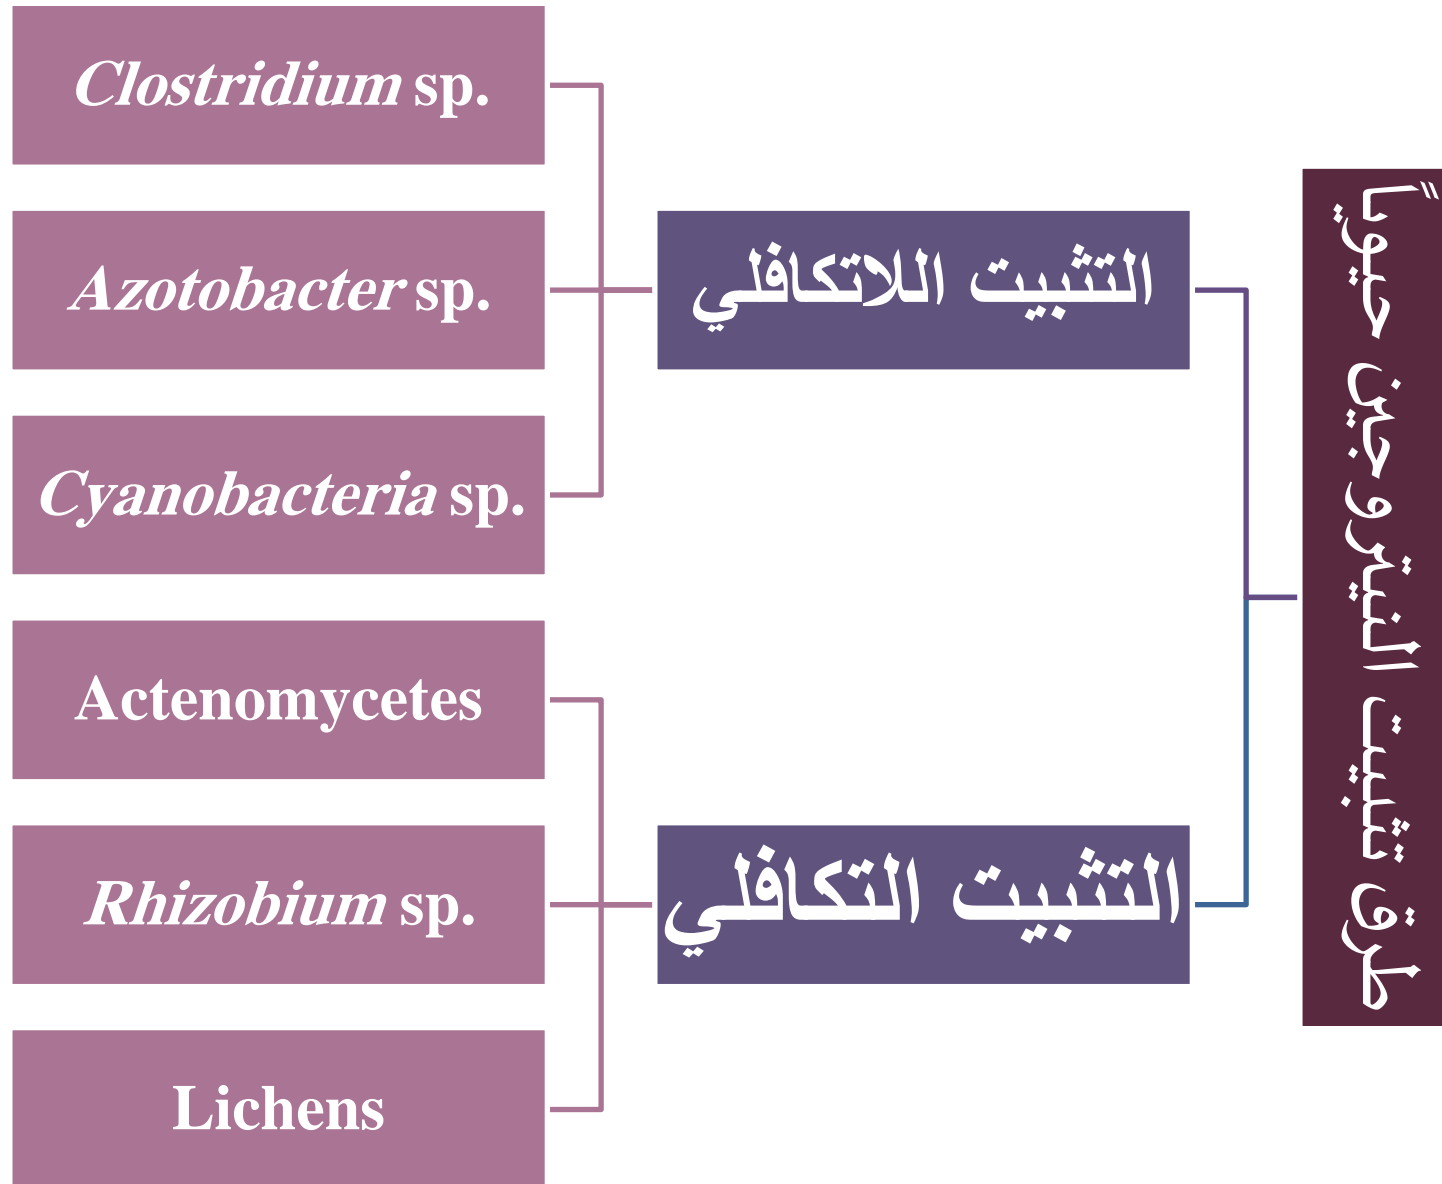 طرق تثبيت النيتروجين حيوياً
التثبيت اللاتكافلي
Clostridium sp.
Azotobacter sp.
Cyanobacteria sp.
التثبيت التكافلي
Actenomycetes
Rhizobium sp.
Lichens